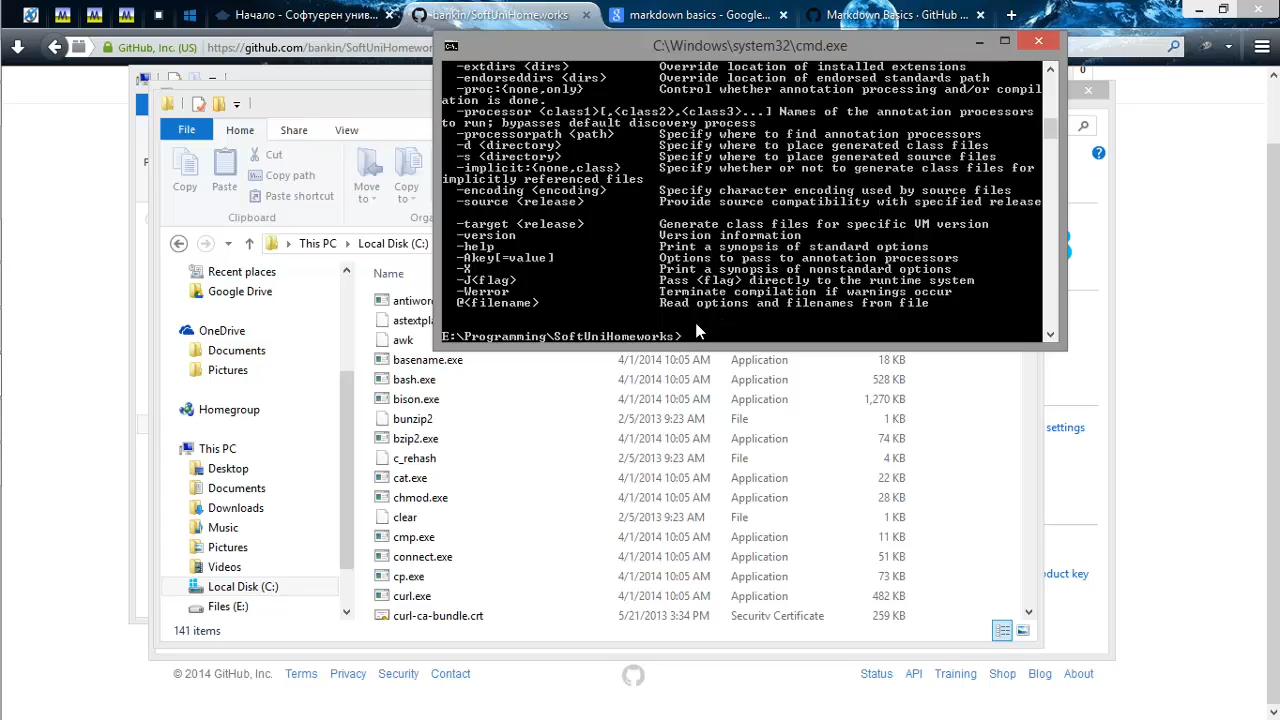 Начало - Софтуерен унив...
bankin/SoftUniHomeworks
markdown basics - Google...
Markdown Basics · GitHub ...
GitHub, Inc. (US)
https://github.com/bankin/SoftUniHomewor
C:\Windows\system32\cmd.exe
0
-extdirs <dirs> Override location of installed extensions
-endorseddirs <dirs> Override location of endorsed standards path
-proc:{none,only} Control whether annotation processing and/or compil
ation is done.
-processor <class1>[,<class2>,<class3>...] Names of the annotation processors
to run; bypasses default discovery process
-processorpath <path> Specify where to find annotation processors
-d <directory> Specify where to place generated class files
-s <directory> Specify where to place generated source files
-implicit:{none,class} Specify whether or not to generate class files for
implicitly referenced files
-encoding <encoding> Specify character encoding used by source files
-source <release> Provide source compatibility with specified release
-target <release> Generate class files for specific VM version
-version Version information
-help Print a synopsis of standard options
-Akey[=value] Options to pass to annotation processors
-X Print a synopsis of nonstandard options
-J<flag> Pass <flag> directly to the runtime system
-Werror Terminate compilation if warnings occur
@<filename> Read options and filenames from file
E:\Programming\SoftUniHomeworks>
File Home Share View
Copy
Paste
Cut
Copy path
Paste shortcut
Move to
Copy to
Clipboard
This PC Local Disk (C:)
Name
Recent places
Google Drive
OneDrive
Documents
Pictures
Homegroup
This PC
Desktop
Documents
Downloads
Music
Pictures
Videos
Local Disk (C:)
Files (E:)
antiwor
astextpla
awk
basename.exe 4/1/2014 10:05 AM Application 18 KB
bash.exe 4/1/2014 10:05 AM Application 528 KB
bison.exe 4/1/2014 10:05 AM Application 1,270 KB
bunzip2 2/5/2013 9:23 AM File 1 KB
bzip2.exe 4/1/2014 10:05 AM Application 74 KB
c_rehash 2/5/2013 9:23 AM File 4 KB
cat.exe 4/1/2014 10:05 AM Application 22 KB
chmod.exe 4/1/2014 10:05 AM Application 28 KB
clear 2/5/2013 9:23 AM File 1 KB
cmp.exe 4/1/2014 10:05 AM Application 31 KB
connect.exe 4/1/2014 10:05 AM Application 51 KB
cp.exe 4/1/2014 10:05 AM Application 73 KB
curl.exe 4/1/2014 10:05 AM Application 482 KB
curl-ca-bundle.crt 5/21/2013 3:34 PM Security Certificate 259 KB
141 items
settings
oduct key
© 2014 GitHub, Inc. Terms Privacy Security Contact
Status API Training Shop Blog About